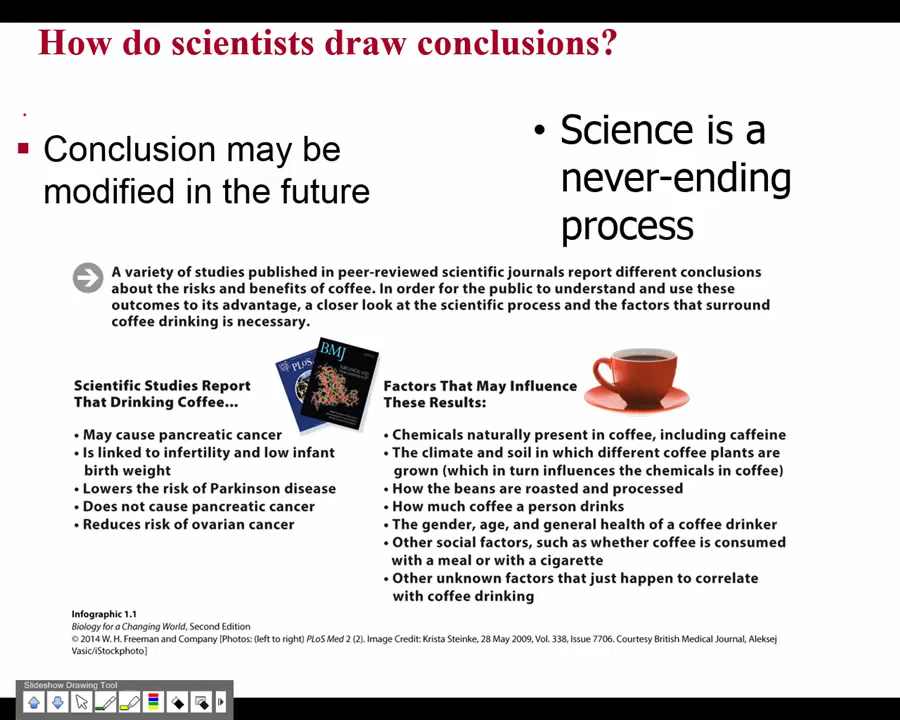 How do scientists draw conclusions?
▪ Conclusion may be
modified in the future
• Science is a
never-ending
process
A variety of studies published in peer-reviewed scientific journals report different conclusions
about the risks and benefits of coffee. In order for the public to understand and use these
outcomes to its advantage, a closer look at the scientific process and the factors that surround
coffee drinking is necessary.
PLoS
BMJ
Scientific Studies Report
That Drinking Coffee...
• May cause pancreatic cancer
• Is linked to infertility and low infant
birth weight
• Lowers the risk of Parkinson disease
• Does not cause pancreatic cancer
• Reduces risk of ovarian cancer
Factors That May Influence
These Results:
• Chemicals naturally present in coffee, including caffeine
• The climate and soil in which different coffee plants are
grown (which in turn influences the chemicals in coffee)
• How the beans are roasted and processed
• How much coffee a person drinks
• The gender, age, and general health of a coffee drinker
• Other social factors, such as whether coffee is consumed
with a meal or with a cigarette
• Other unknown factors that just happen to correlate
with coffee drinking
Infographic 1.1
Biology for a Changing World, Second Edition
© 2014 W. H. Freeman and Company [Photos: (left to right) PLoS Med 2 (2). Image Credit: Krista Steinke, 28 May 2009, Vol. 338, Issue 7706. Courtesy British Medical Journal, Aleksej
Vasic/iStockphoto]
Slideshow Drawing Tool